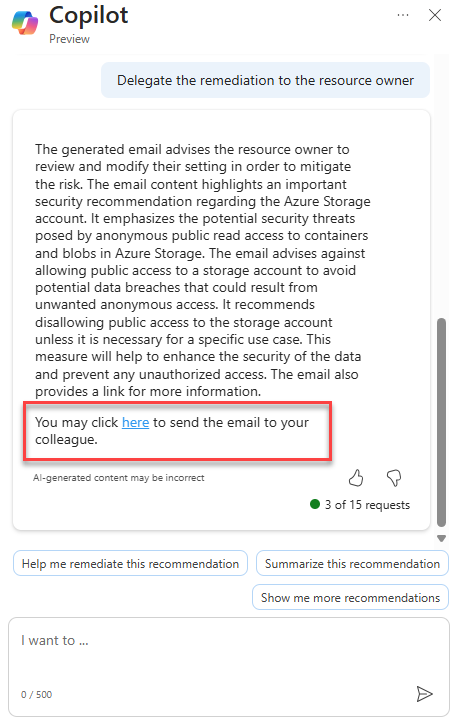 Copilot
Preview
Delegate the remediation to the resource owner
The generated email advises the resource owner to
review and modify their setting in order to mitigate
the risk. The email content highlights an important
security recommendation regarding the Azure Storage
account. It emphasizes the potential security threats
posed by anonymous public read access to containers
and blobs in Azure Storage. The email advises against
allowing public access to a storage account to avoid
potential data breaches that could result from
unwanted anonymous access. It recommends
disallowing public access to the storage account
unless it is necessary for a specific use case. This
measure will help to enhance the security of the data
and prevent any unauthorized access. The email also
provides a link for more information.
You may click here to send the email to your
colleague.
AI-generated content may be incorrect
3 of 15 requests
Help me remediate this recommendation
Summarize this recommendation
Show me more recommendations
I want to ...
0 / 500